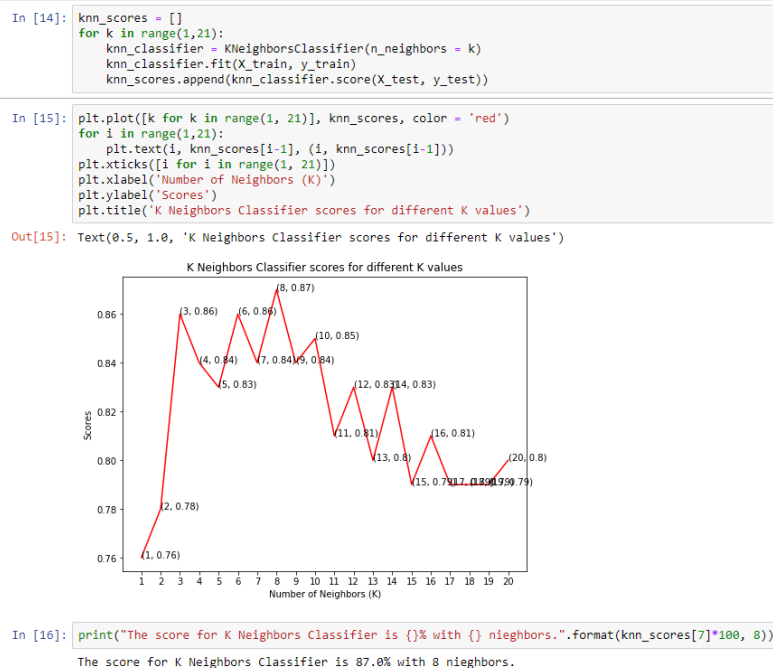 In [14]: knn_scores = []
for k in range(1,21):
    knn_classifier = KNeighborsClassifier(n_neighbors = k)
    knn_classifier.fit(X_train, y_train)
    knn_scores.append(knn_classifier.score(X_test, y_test))
In [15]: plt.plot([k for k in range(1, 21)], knn_scores, color = 'red')
for i in range(1,21):
    plt.text(i, knn_scores[i-1], (i, knn_scores[i-1]))
plt.xticks([i for i in range(1, 21)])
plt.xlabel('Number of Neighbors (K)')
plt.ylabel('Scores')
plt.title('K Neighbors Classifier scores for different K values')
Out[15]: Text(0.5, 1.0, 'K Neighbors Classifier scores for different K values')
K Neighbors Classifier scores for different K values
(8, 0.87)
0.86 (3, 0.86) (6, 0.86)
(10, 0.85)
0.84 (4, 0.84) (7, 0.84) (9, 0.84)
(5, 0.83) (12, 0.83) (14, 0.83)
0.82
Scores
(11, 0.81) (16, 0.81)
0.80 (13, 0.8) (20, 0.8)
(15, 0.79)
0.78 (2, 0.78)
0.76 (1, 0.76)
1 2 3 4 5 6 7 8 9 10 11 12 13 14 15 16 17 18 19 20
Number of Neighbors (K)
In [16]: print("The score for K Neighbors Classifier is {}% with {} nieghbors.".format(knn_scores[7]*100, 8))
The score for K Neighbors Classifier is 87.0% with 8 nieghbors.